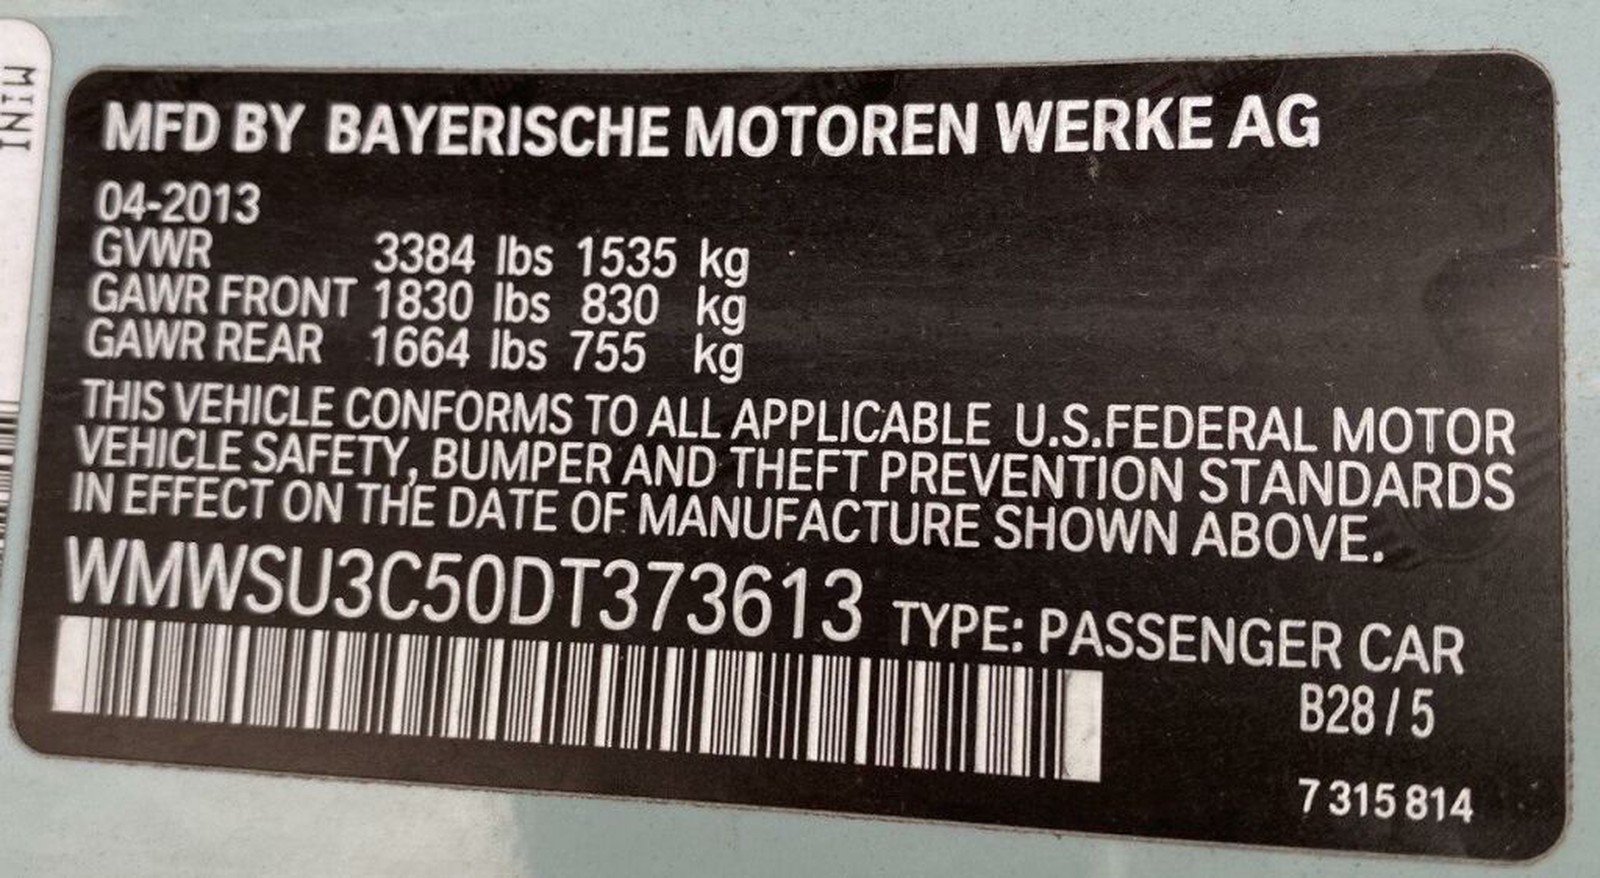 MINI
MFD BY BAYERISCHE MOTOREN WERKE AG
04-2013
GVWR 3384 lbs 1535 kg
GAWR FRONT 1830 lbs 830 kg
GAWR REAR 1664 lbs 755 kg
THIS VEHICLE CONFORMS TO ALL APPLICABLE U.S.FEDERAL MOTOR
VEHICLE SAFETY, BUMPER AND THEFT PREVENTION STANDARDS
IN EFFECT ON THE DATE OF MANUFACTURE SHOWN ABOVE.
WMWSU3C50DT373613 TYPE: PASSENGER CAR
B28 / 5
7 315 814